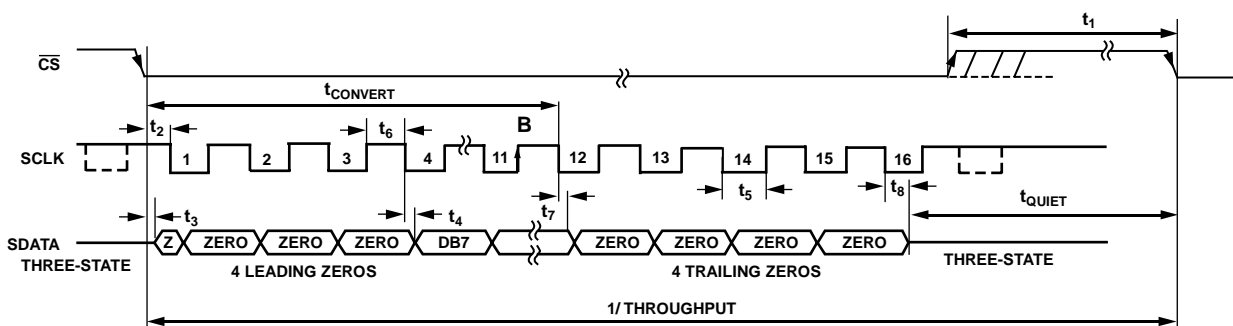 t1
CS
tCONVERT
B
t2
t6
SCLK
1 2 3 4 11 12 13 14 15 16
t5
t8
t3
t4
t7
tQUIET
SDATA
Z ZERO ZERO ZERO DB7 ZERO ZERO ZERO ZERO
THREE-STATE
4 LEADING ZEROS
4 TRAILING ZEROS
THREE-STATE
1/ THROUGHPUT